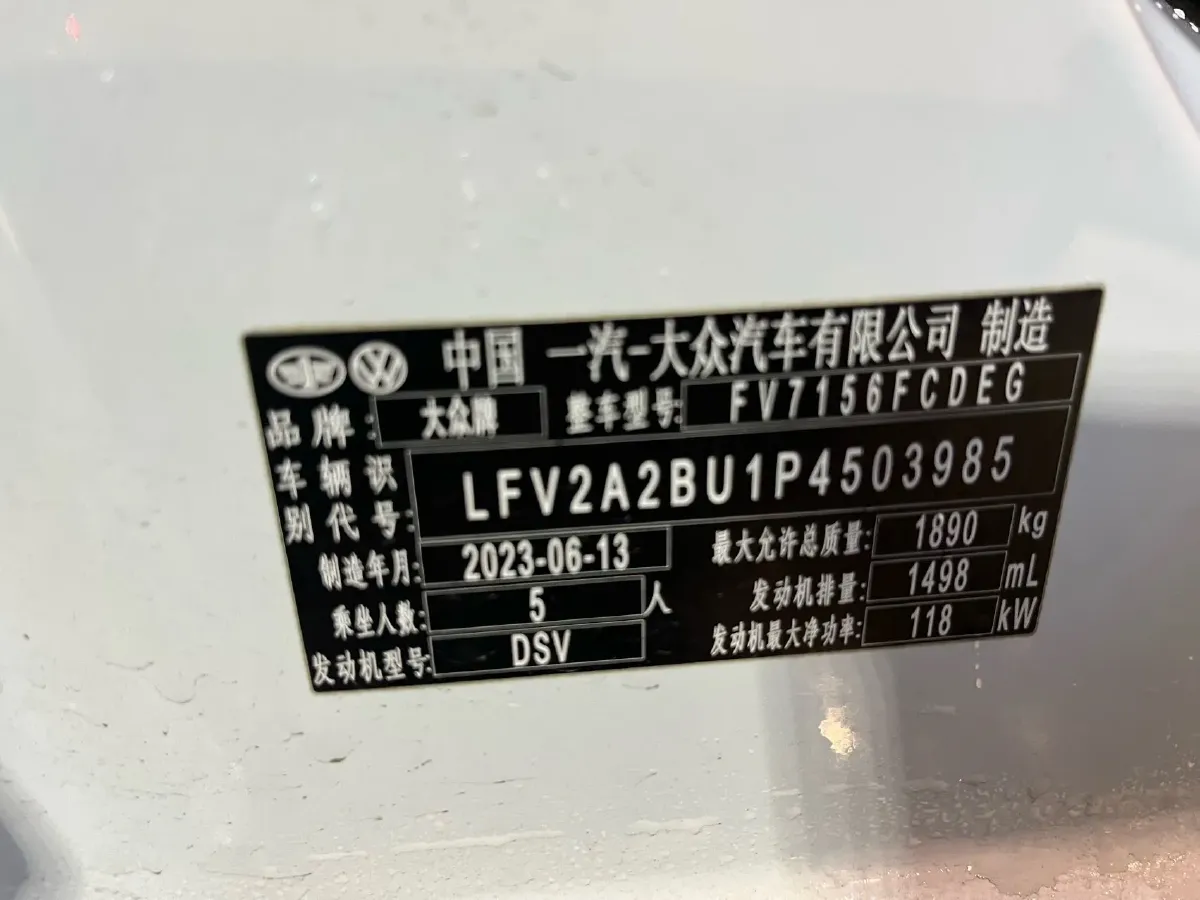 中国 一汽-大众汽车有限公司 制造
品牌: 大众牌 整车型号: FV7156FCDEG
车辆识别代号: LFV2A2BU1P4503985
制造年月: 2023-06-13 最大允许总质量: 1890 kg
乘坐人数: 5 人 发动机排量: 1498 mL
发动机型号: DSV 发动机最大净功率: 118 kW